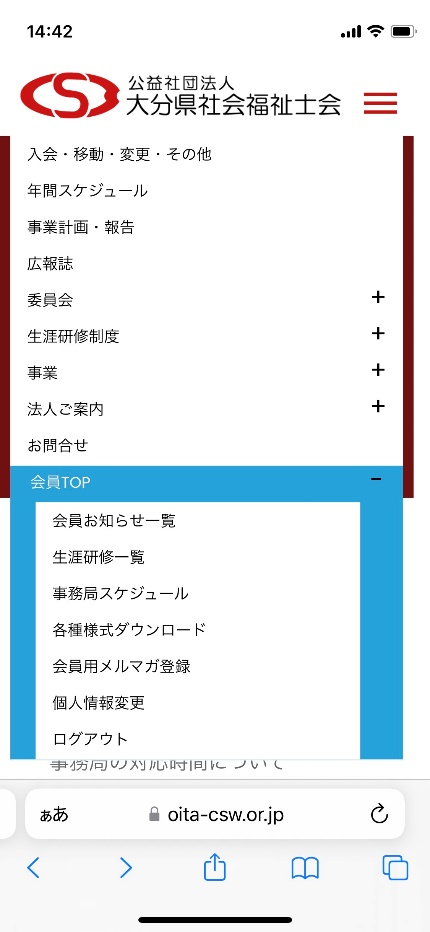 14:42
公益社団法人
大分県社会福祉士会
入会・移動・変更・その他
年間スケジュール
事業計画・報告
広報誌
委員会 +
生涯研修制度 +
事業 +
法人ご案内 +
お問合せ
会員TOP −
会員お知らせ一覧
生涯研修一覧
事務局スケジュール
各種様式ダウンロード
会員用メルマガ登録
個人情報変更
ログアウト
事務局の対応時間について
ぁあ oita-csw.or.jp